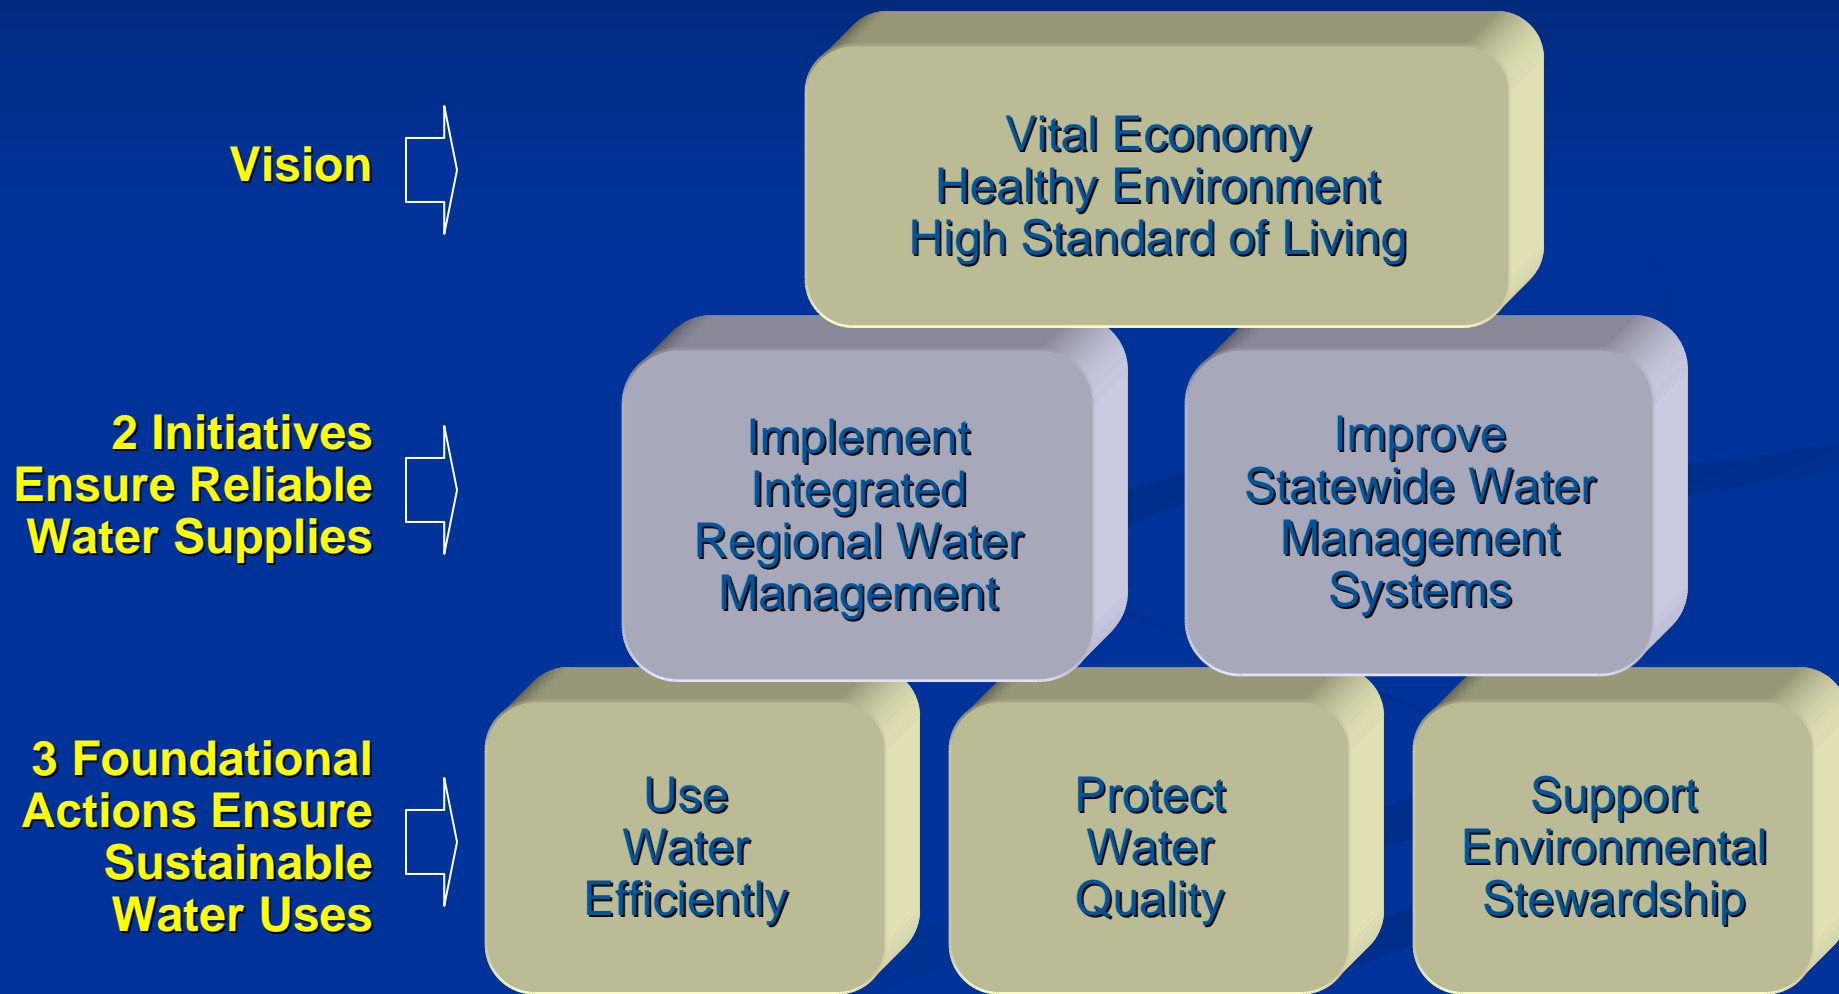 Vision
Vital Economy
Healthy Environment
High Standard of Living
2 Initiatives
Ensure Reliable
Water Supplies
Implement
Integrated
Regional Water
Management
Improve
Statewide Water
Management
Systems
3 Foundational
Actions Ensure
Sustainable
Water Uses
Use
Water
Efficiently
Protect
Water
Quality
Support
Environmental
Stewardship